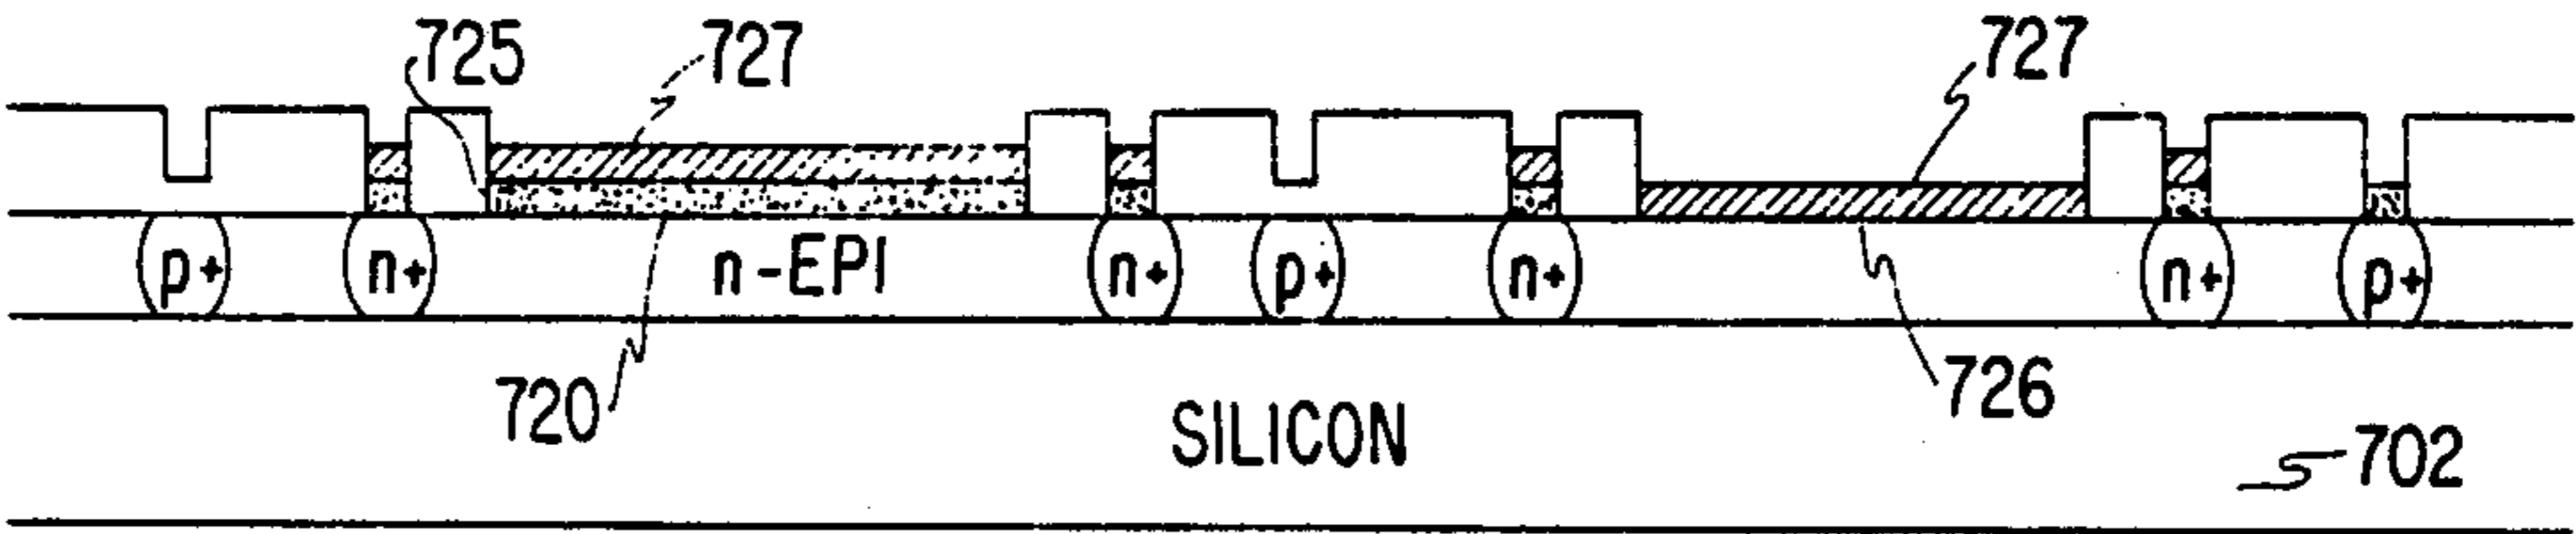 725 727 727
p+ n+ n-EPI n+ p+ n+ n+ p+
720 726
SILICON 702